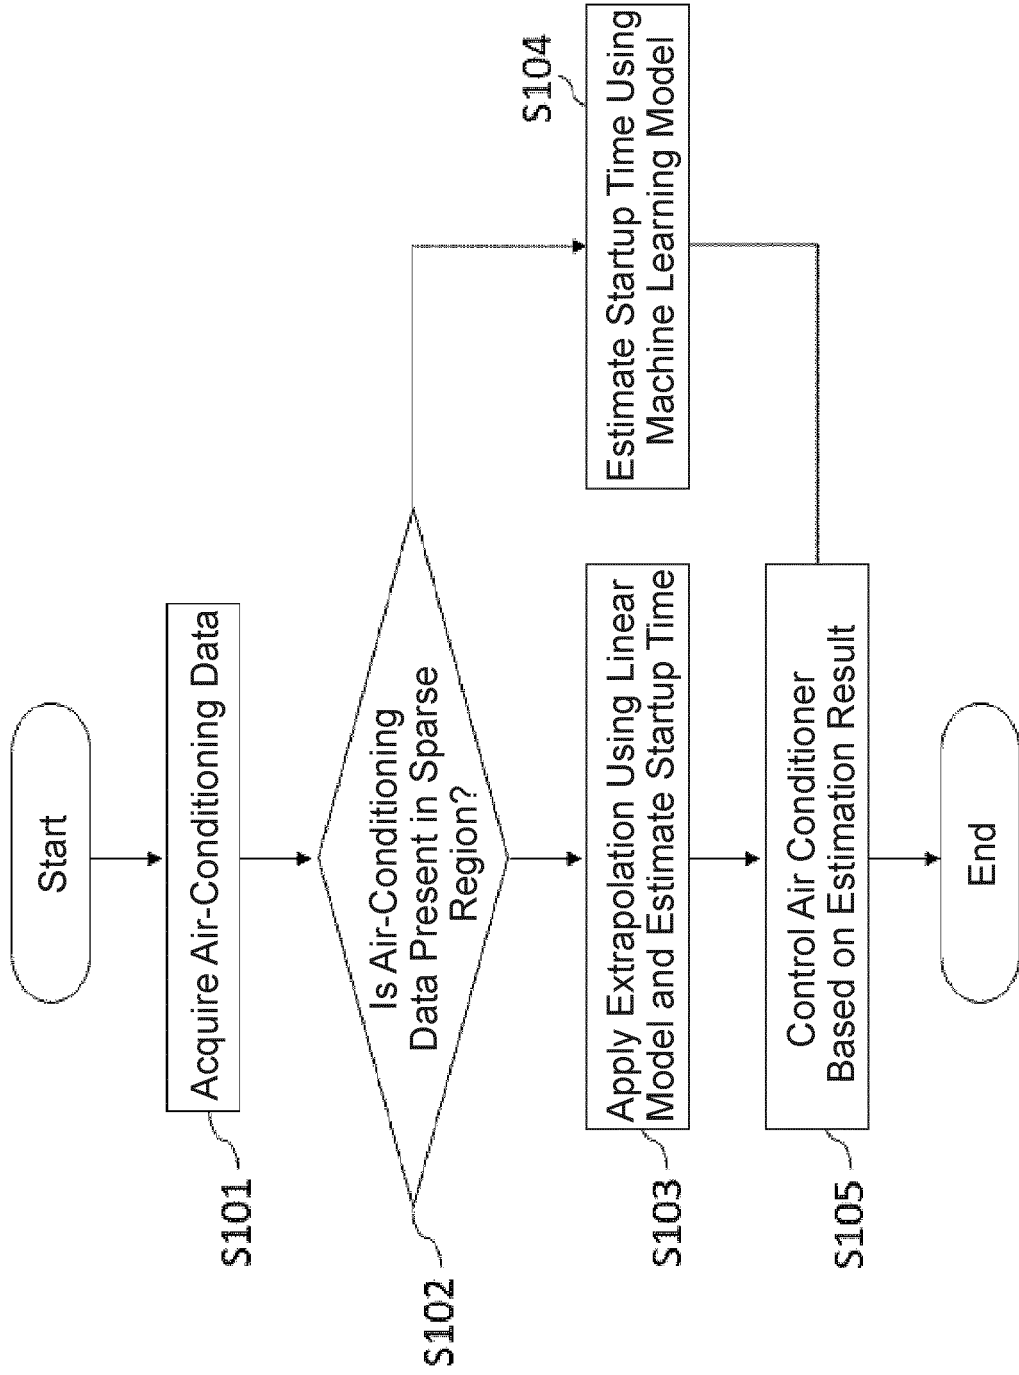 Start
Acquire Air-Conditioning Data
S101
Is Air-Conditioning
Data Present in Sparse
Region?
S102
Apply Extrapolation Using Linear
Model and Estimate Startup Time
S103
Estimate Startup Time Using
Machine Learning Model
S104
Control Air Conditioner
Based on Estimation Result
S105
End